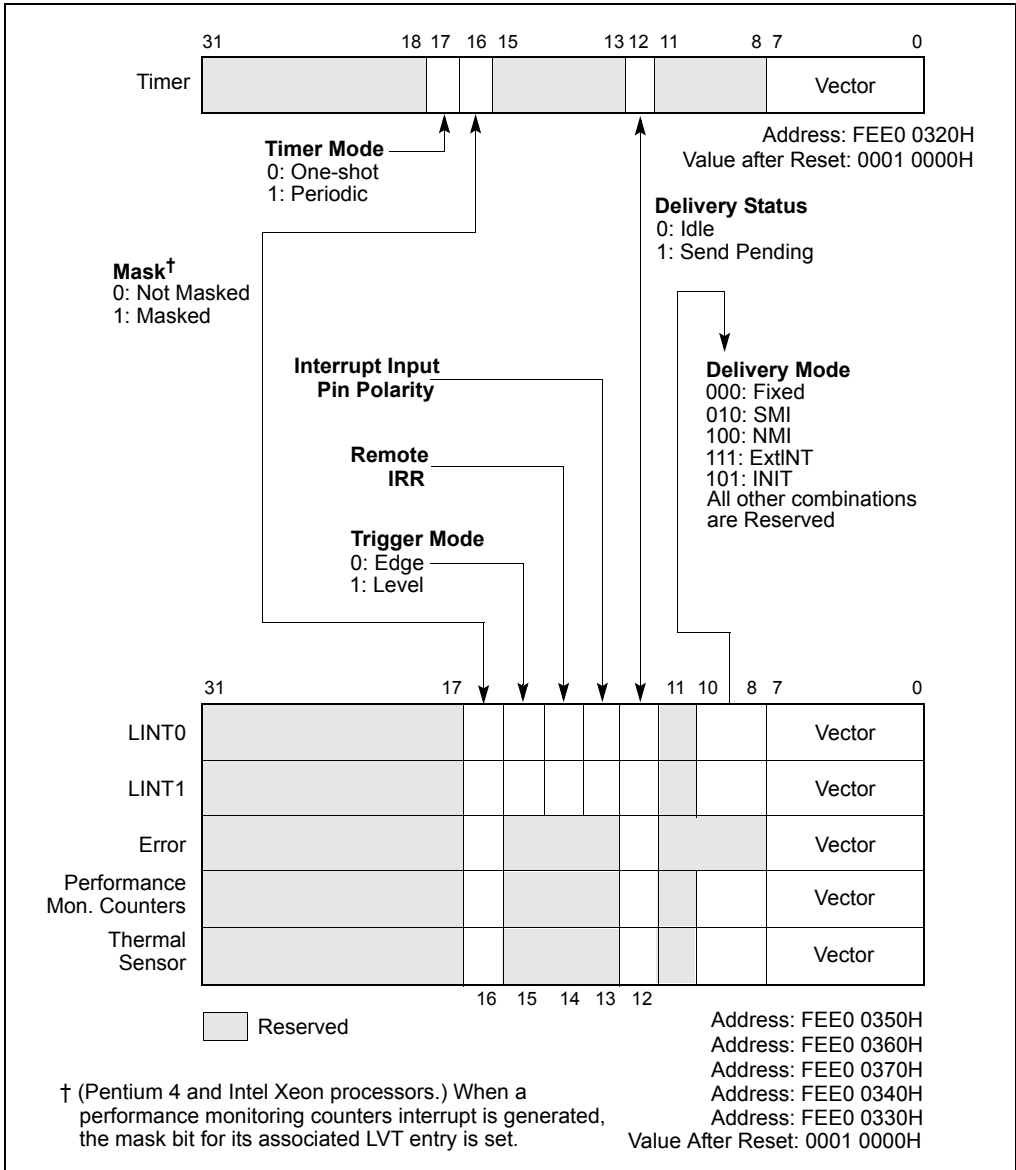 31 18 17 16 15 13 12 11 8 7 0
Timer Vector
Address: FEE0 0320H
Value after Reset: 0001 0000H
Timer Mode
0: One-shot
1: Periodic
Delivery Status
0: Idle
1: Send Pending
Mask†
0: Not Masked
1: Masked
Interrupt Input
Pin Polarity
Delivery Mode
000: Fixed
010: SMI
100: NMI
111: ExtINT
101: INIT
All other combinations
are Reserved
Remote
IRR
Trigger Mode
0: Edge
1: Level
31 17 11 10 8 7 0
LINT0 Vector
LINT1 Vector
Error Vector
Performance
Mon. Counters Vector
Thermal
Sensor Vector
16 15 14 13 12
Reserved
Address: FEE0 0350H
Address: FEE0 0360H
Address: FEE0 0370H
Address: FEE0 0340H
Address: FEE0 0330H
Value After Reset: 0001 0000H
† (Pentium 4 and Intel Xeon processors.) When a
performance monitoring counters interrupt is generated,
the mask bit for its associated LVT entry is set.